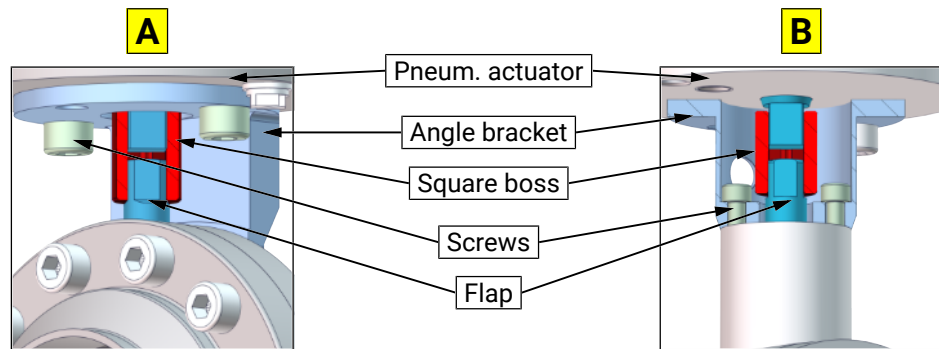 A
B
Pneum. actuator
Angle bracket
Square boss
Screws
Flap